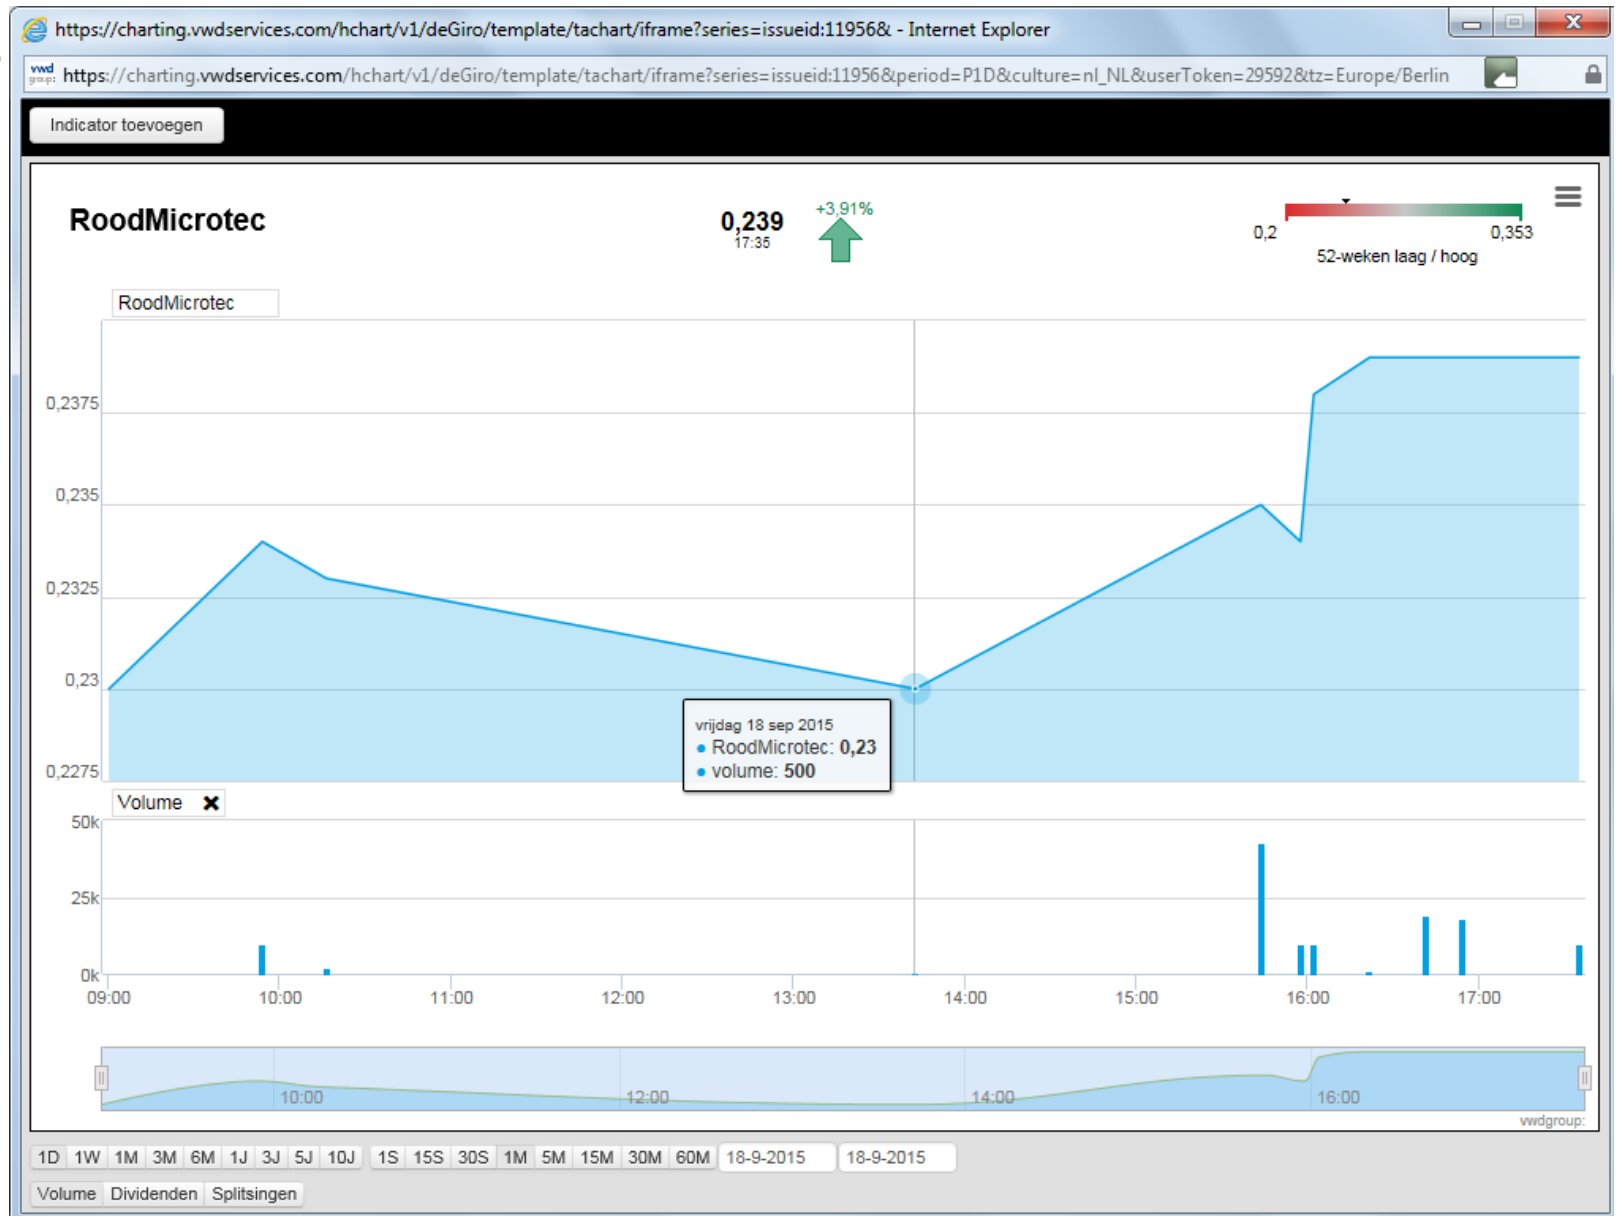 https://charting.vwdservices.com/hchart/v1/deGiro/template/tachart/iframe?series=issueid:11956& - Internet Explorer
vwd group: https://charting.vwdservices.com/hchart/v1/deGiro/template/tachart/iframe?series=issueid:11956&period=P1D&culture=nl_NL&userToken=29592&tz=Europe/Berlin
Indicator toevoegen
RoodMicrotec
0,239
17:35
+3,91%
0,2 0,353
52-weken laag / hoog
RoodMicrotec
0,2375
0,235
0,2325
0,23
0,2275
vrijdag 18 sep 2015
• RoodMicrotec: 0,23
• volume: 500
Volume ✖
50k
25k
0k
09:00 10:00 11:00 12:00 13:00 14:00 15:00 16:00 17:00
10:00 12:00 14:00 16:00
vwdgroup:
1D 1W 1M 3M 6M 1J 3J 5J 10J 1S 15S 30S 1M 5M 15M 30M 60M 18-9-2015 18-9-2015
Volume Dividenden Splitsingen